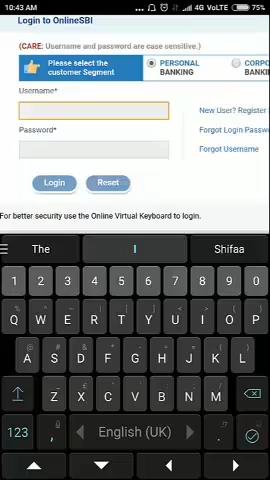 10:43 AM ... 4G VoLTE 75%
Login to OnlineSBI
(CARE: Username and password are case sensitive.)
Please select the customer Segment
PERSONAL BANKING
CORPO BANKIN
Username*
New User? Register
Password*
Forgot Login Passwo
Forgot Username
Login Reset
For better security use the Online Virtual Keyboard to login.
The I Shifaa
1 2 3 4 5 6 7 8 9 0
Q W E R T Y U I O P
A S D F G H J K L
Z X C V B N M
123 , English (UK) .